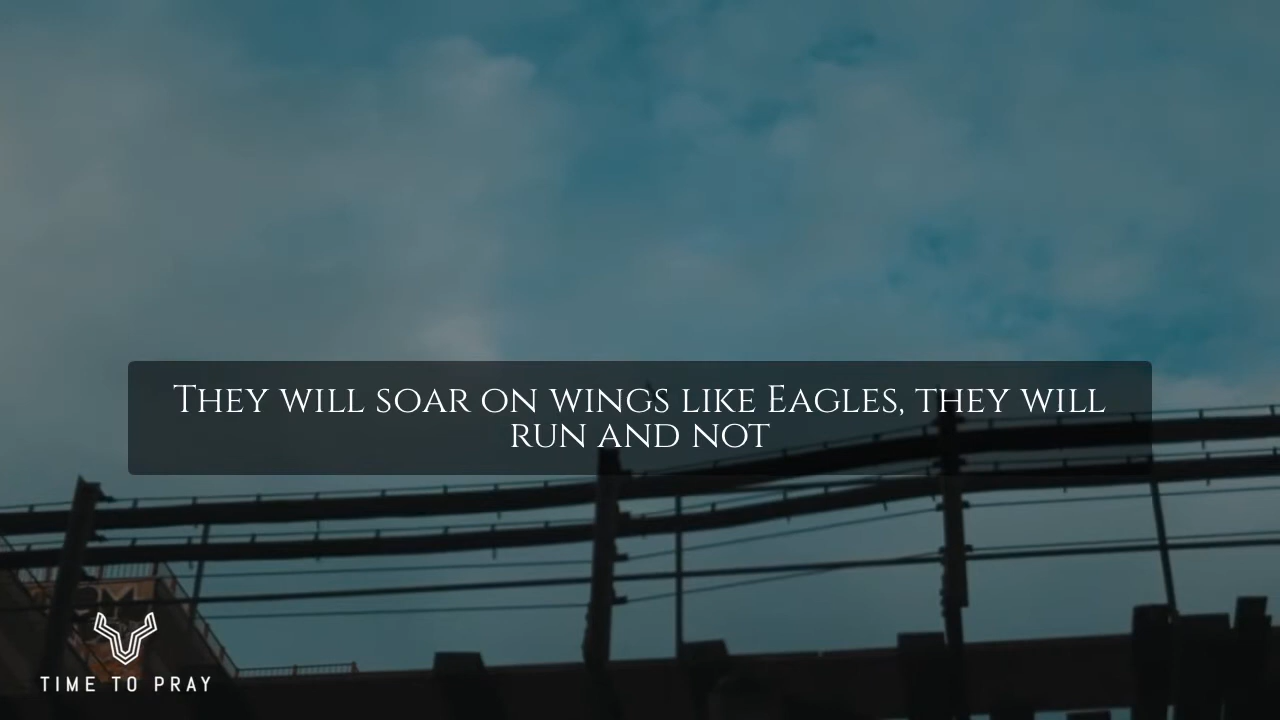 They will soar on wings like Eagles, they will
run and not
TIME TO PRAY